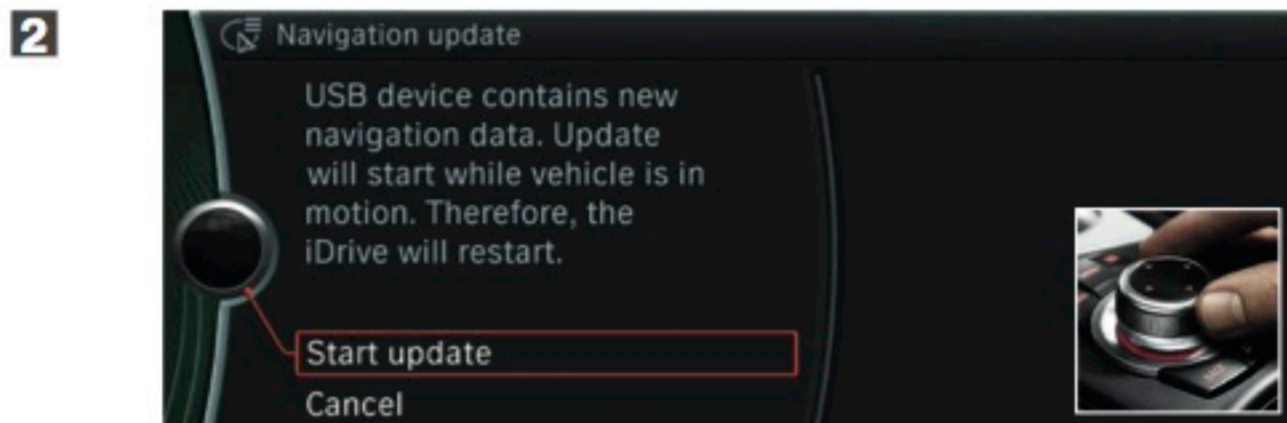 2
Navigation update
USB device contains new
navigation data. Update
will start while vehicle is in
motion. Therefore, the
iDrive will restart.
Start update
Cancel